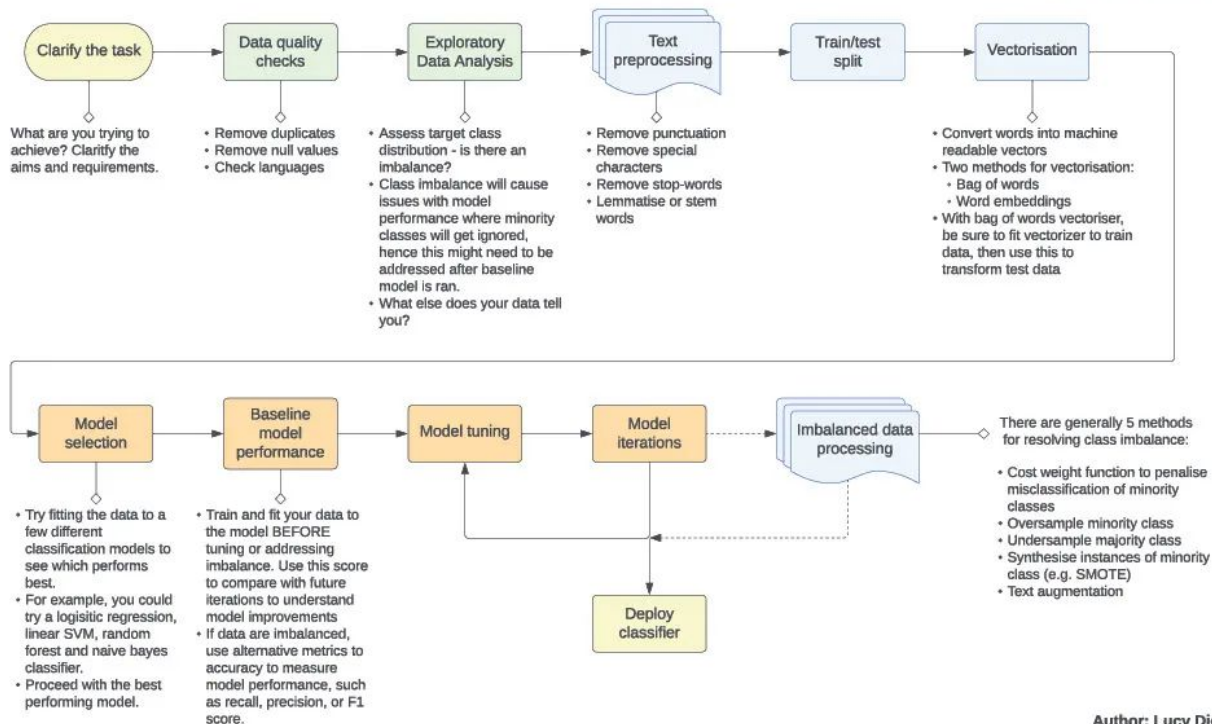 Clarify the task
Data quality
checks
Exploratory
Data Analysis
Text
preprocessing
Train/test
split
Vectorisation
What are you trying to
achieve? Claritfy the
aims and requirements.
• Remove duplicates
• Remove null values
• Check languages
• Assess target class
distribution - is there an
imbalance?
• Class imbalance will cause
issues with model
performance where minority
classes will get ignored,
hence this might need to be
addressed after baseline
model is ran.
• What else does your data tell
you?
• Remove punctuation
• Remove special
characters
• Remove stop-words
• Lemmatise or stem
words
• Convert words into machine
readable vectors
• Two methods for vectorisation:
◦ Bag of words
◦ Word embeddings
• With bag of words vectoriser,
be sure to fit vectorizer to train
data, then use this to
transform test data
Model
selection
Baseline
model
performance
Model tuning
Model
iterations
Imbalanced data
processing
There are generally 5 methods
for resolving class imbalance:
• Cost weight function to penalise
misclassification of minority
classes
• Oversample minority class
• Undersample majority class
• Synthesise instances of minority
class (e.g. SMOTE)
• Text augmentation
• Try fitting the data to a
few different
classification models to
see which performs
best.
• For example, you could
try a logisitic regression,
linear SVM, random
forest and naive bayes
classifier.
• Proceed with the best
performing model.
• Train and fit your data to
the model BEFORE
tuning or addressing
imbalance. Use this score
to compare with future
iterations to understand
model improvements
• If data are imbalanced,
use alternative metrics to
accuracy to measure
model performance, such
as recall, precision, or F1
score.
Deploy
classifier
Author: Lucy Di